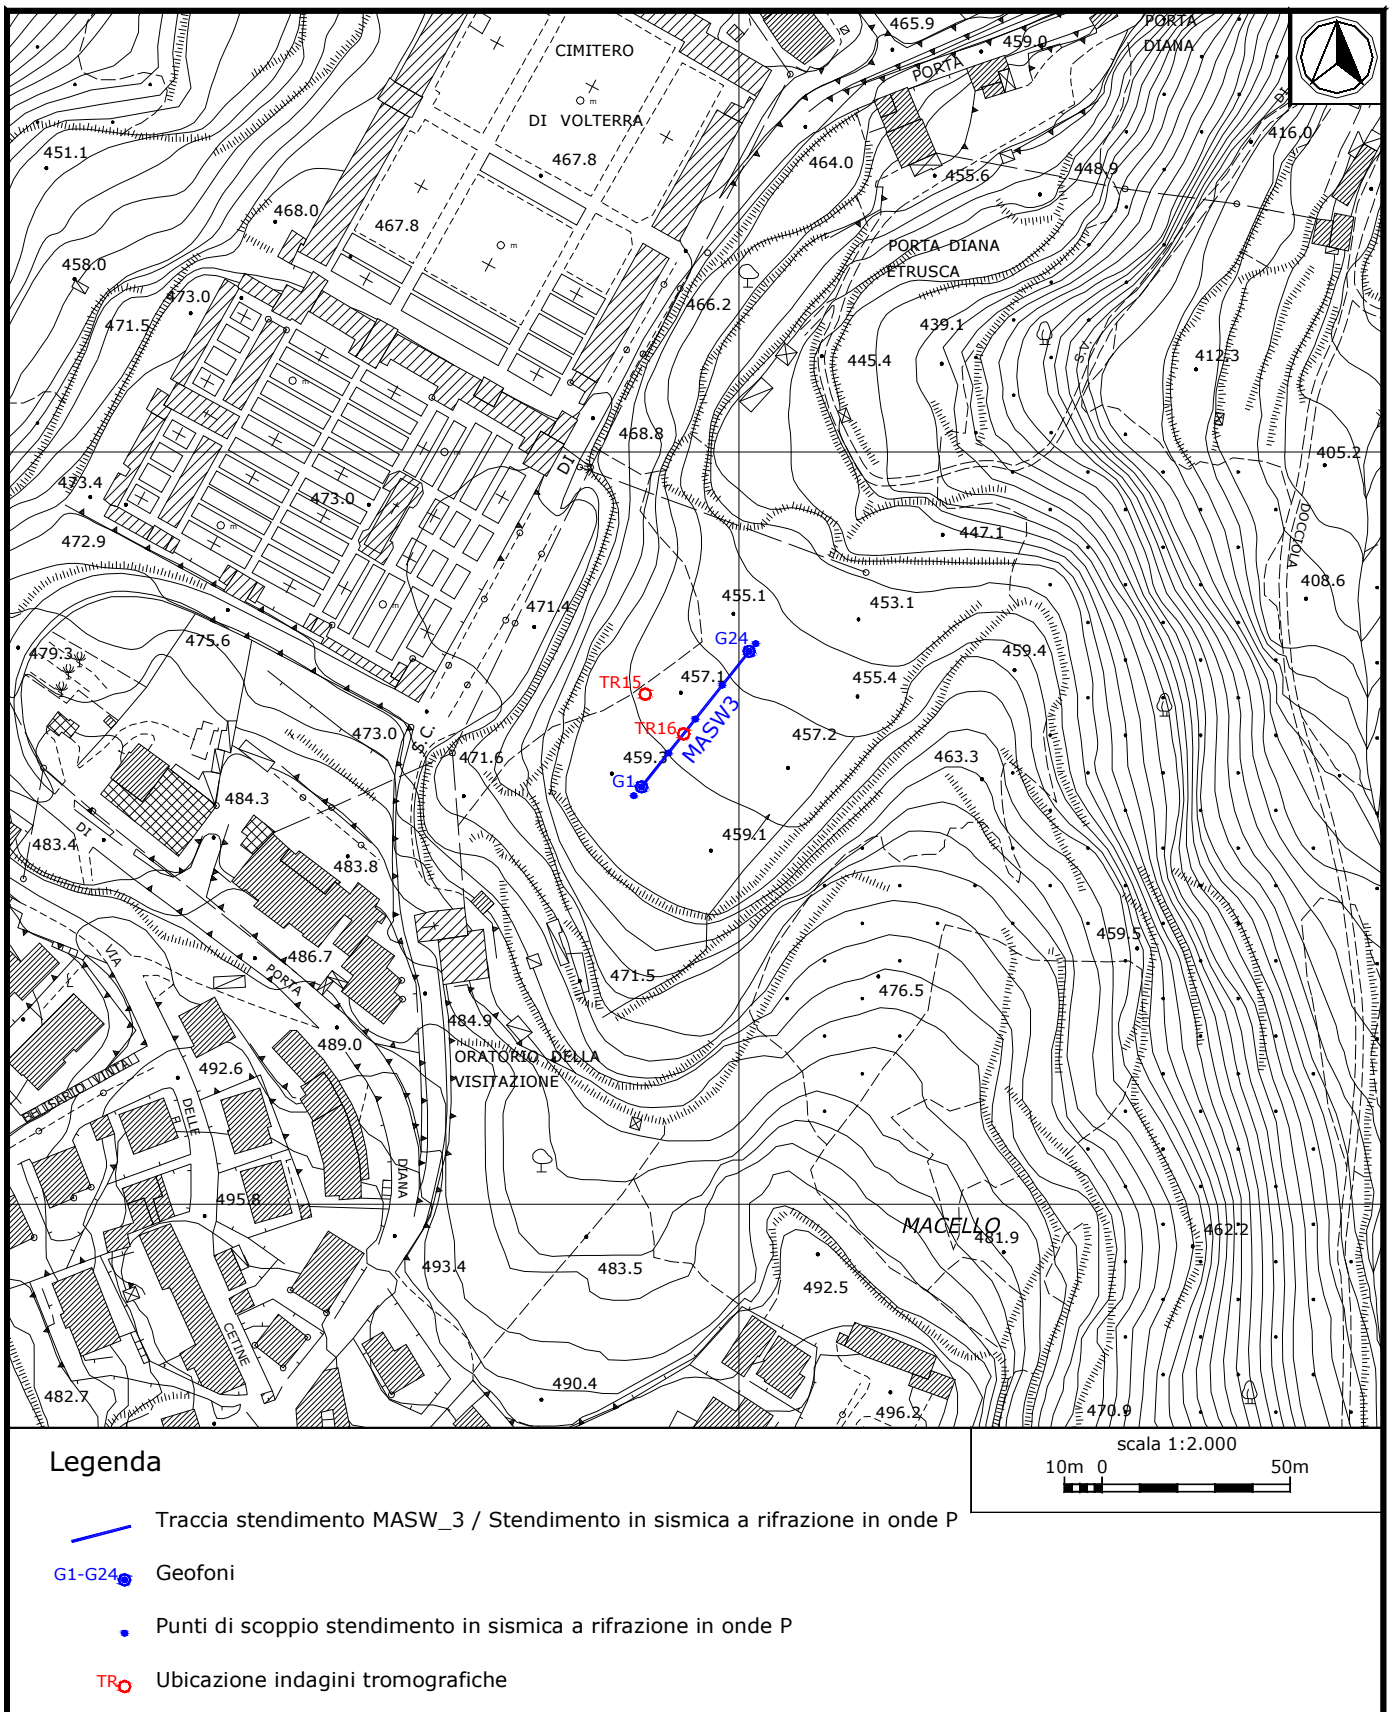 465.9
PORTA
DIANA
459.0
PORTA
CIMITERO
m
DI VOLTERRA
467.8
DI
416.0
451.1
464.0
455.6
448.9
468.0
467.8
m
PORTA DIANA
ETRUSCA
458.0
473.0
466.2
471.5
439.1
445.4
412.3
S.V.
m
468.8
m
DI
405.2
473.4
473.0
m
472.9
447.1
DOCCIOLA
408.6
m
471.4
455.1
453.1
475.6
479.3
G24
459.4
TR15
457.1
455.4
473.0
TR16
MASW3
457.2
471.6
459.3
463.3
G1
484.3
DI
483.4
483.8
459.1
VIA
486.7
PORTA
471.5
459.5
476.5
484.9
489.0
ORATORIO DELLA
VISITAZIONE
492.6
BELISARIO VINTA
DELLE
DIANA
495.8
MACELLO
481.9
462.2
493.4
483.5
492.5
CETINE
482.7
490.4
496.2
470.9
Legenda
scala 1:2.000
10m 0 50m
Traccia stendimento MASW_3 / Stendimento in sismica a rifrazione in onde P
G1-G24 Geofoni
Punti di scoppio stendimento in sismica a rifrazione in onde P
TR Ubicazione indagini tromografiche